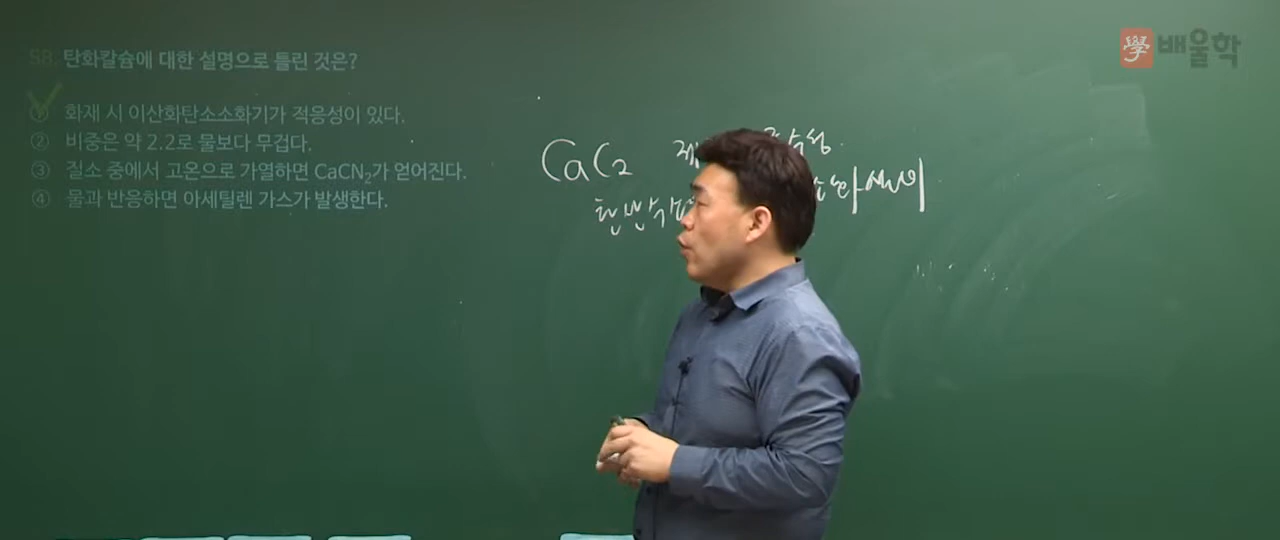 58. 탄화칼슘에 대한 설명으로 틀린 것은?
① 화재 시 이산화탄소소화기가 적응성이 있다.
② 비중은 약 2.2로 물보다 무겁다.
③ 질소 중에서 고온으로 가열하면 CaCN₂가 얻어진다.
④ 물과 반응하면 아세틸렌 가스가 발생한다.
學 배울학
CaC₂